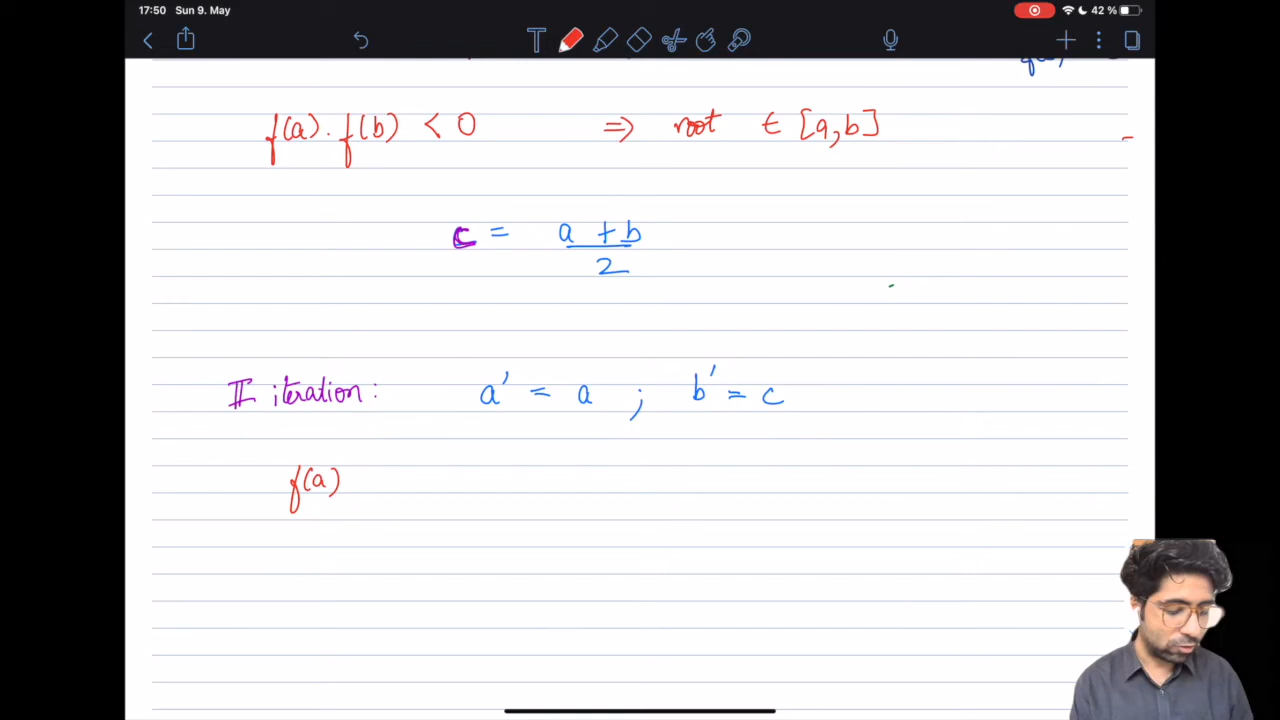 17:50 Sun 9. May
42 %
f(a). f(b) < 0 ⇒ root ∈ [a,b]
c = a + b
2
II iteration: a' = a ; b' = c
f(a)